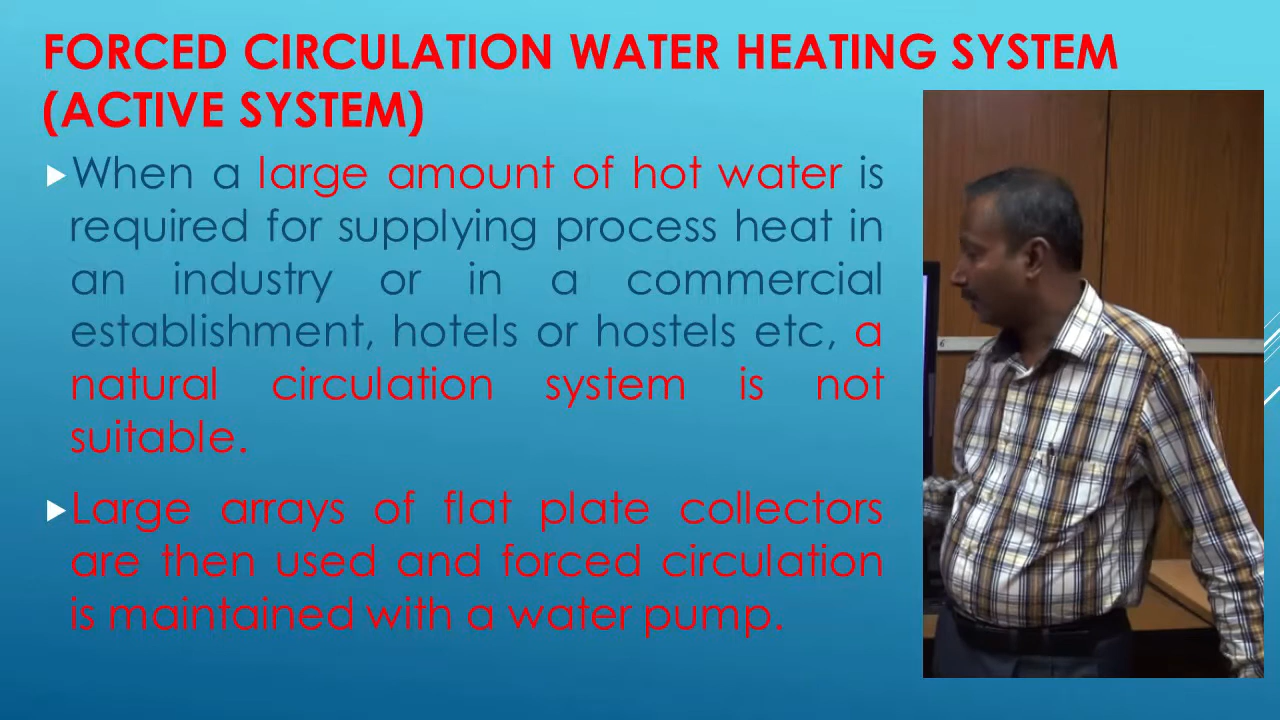 FORCED CIRCULATION WATER HEATING SYSTEM
(ACTIVE SYSTEM)
When a large amount of hot water is
required for supplying process heat in
an industry or in a commercial
establishment, hotels or hostels etc, a
natural circulation system is not
suitable.
Large arrays of flat plate collectors
are then used and forced circulation
is maintained with a water pump.